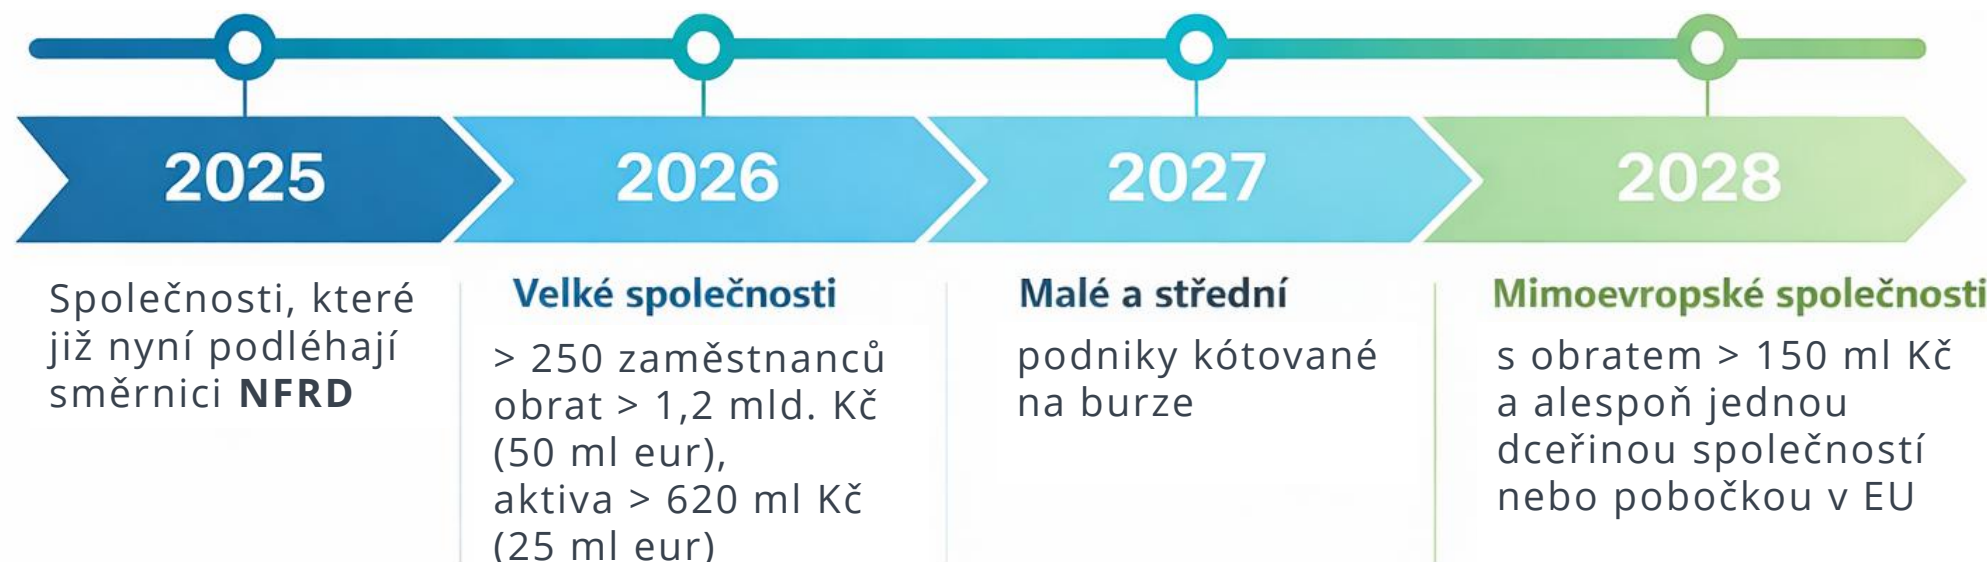 2025
Společnosti, které
již nyní podléhají
směrnici NFRD
2026
Velké společnosti
> 250 zaměstnanců
obrat > 1,2 mld. Kč
(50 ml eur),
aktiva > 620 ml Kč
(25 ml eur)
2027
Malé a střední
podniky kótované
na burze
2028
Mimoevropské společnosti
s obratem > 150 ml Kč
a alespoň jednou
dceřinou společností
nebo pobočkou v EU